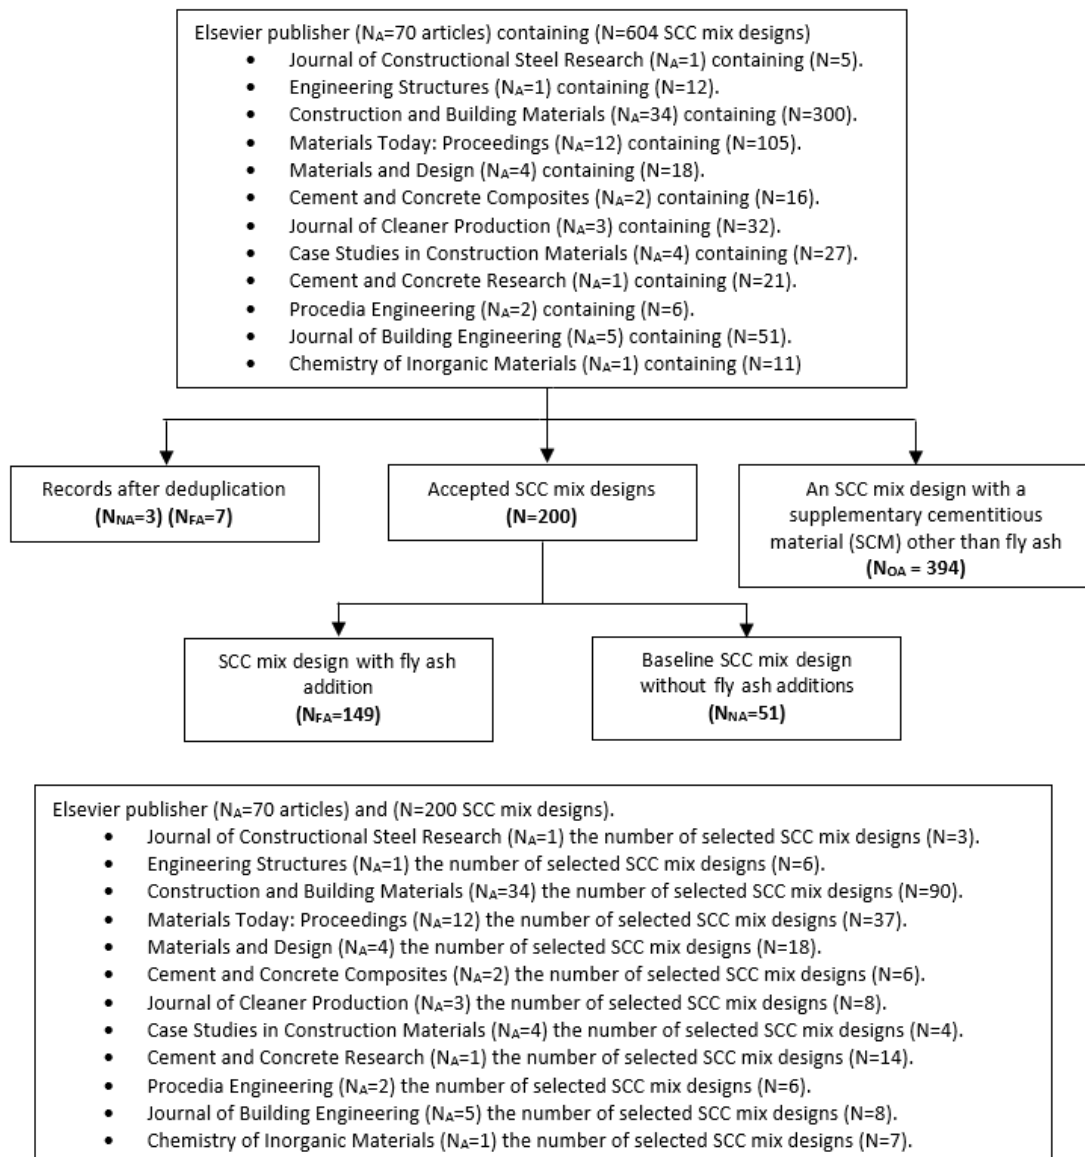 Elsevier publisher (NA=70 articles) containing (N=604 SCC mix designs)
• Journal of Constructional Steel Research (NA=1) containing (N=5).
• Engineering Structures (NA=1) containing (N=12).
• Construction and Building Materials (NA=34) containing (N=300).
• Materials Today: Proceedings (NA=12) containing (N=105).
• Materials and Design (NA=4) containing (N=18).
• Cement and Concrete Composites (NA=2) containing (N=16).
• Journal of Cleaner Production (NA=3) containing (N=32).
• Case Studies in Construction Materials (NA=4) containing (N=27).
• Cement and Concrete Research (NA=1) containing (N=21).
• Procedia Engineering (NA=2) containing (N=6).
• Journal of Building Engineering (NA=5) containing (N=51).
• Chemistry of Inorganic Materials (NA=1) containing (N=11)
Records after deduplication
(NNA=3) (NFA=7)
Accepted SCC mix designs
(N=200)
An SCC mix design with a
supplementary cementitious
material (SCM) other than fly ash
(NOA = 394)
SCC mix design with fly ash
addition
(NFA=149)
Baseline SCC mix design
without fly ash additions
(NNA=51)
Elsevier publisher (NA=70 articles) and (N=200 SCC mix designs).
• Journal of Constructional Steel Research (NA=1) the number of selected SCC mix designs (N=3).
• Engineering Structures (NA=1) the number of selected SCC mix designs (N=6).
• Construction and Building Materials (NA=34) the number of selected SCC mix designs (N=90).
• Materials Today: Proceedings (NA=12) the number of selected SCC mix designs (N=37).
• Materials and Design (NA=4) the number of selected SCC mix designs (N=18).
• Cement and Concrete Composites (NA=2) the number of selected SCC mix designs (N=6).
• Journal of Cleaner Production (NA=3) the number of selected SCC mix designs (N=8).
• Case Studies in Construction Materials (NA=4) the number of selected SCC mix designs (N=4).
• Cement and Concrete Research (NA=1) the number of selected SCC mix designs (N=14).
• Procedia Engineering (NA=2) the number of selected SCC mix designs (N=6).
• Journal of Building Engineering (NA=5) the number of selected SCC mix designs (N=8).
• Chemistry of Inorganic Materials (NA=1) the number of selected SCC mix designs (N=7).